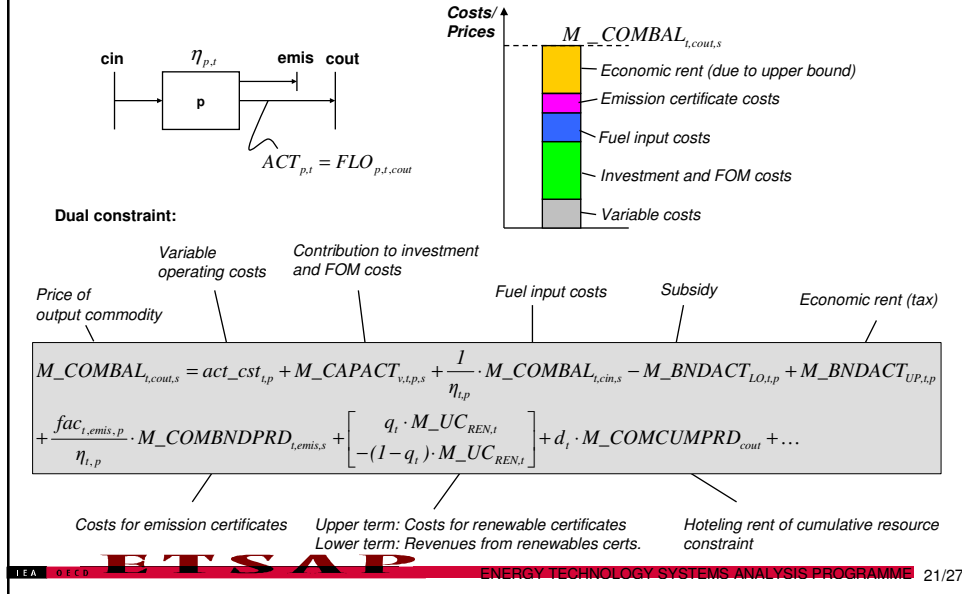 Costs/
Prices
M_COMBAL_{t,cout,s}
cin
η_{p,t}
emis
cout
p
ACT_{p,t} = FLO_{p,t,cout}
Economic rent (due to upper bound)
Emission certificate costs
Fuel input costs
Investment and FOM costs
Variable costs
Dual constraint:
Price of
output commodity
Variable
operating costs
Contribution to investment
and FOM costs
Fuel input costs
Subsidy
Economic rent (tax)
M_COMBAL_{t,cout,s} = act_cst_{t,p} + M_CAPACT_{v,t,p,s} + \frac{1}{η_{t,p}} · M_COMBAL_{t,cin,s} − M_BNDACT_{LO,t,p} + M_BNDACT_{UP,t,p}
+ \frac{fac_{t,emis,p}}{η_{t,p}} · M_COMBNDPRD_{t,emis,s} + [ q_t · M_UC_{REN,t}
−(1−q_t) · M_UC_{REN,t} ] + d_t · M_COMCUMPRD_{cout} + …
Costs for emission certificates
Upper term: Costs for renewable certificates
Lower term: Revenues from renewables certs.
Hoteling rent of cumulative resource
constraint
IEA OECD ETSAP ENERGY TECHNOLOGY SYSTEMS ANALYSIS PROGRAMME 21/27